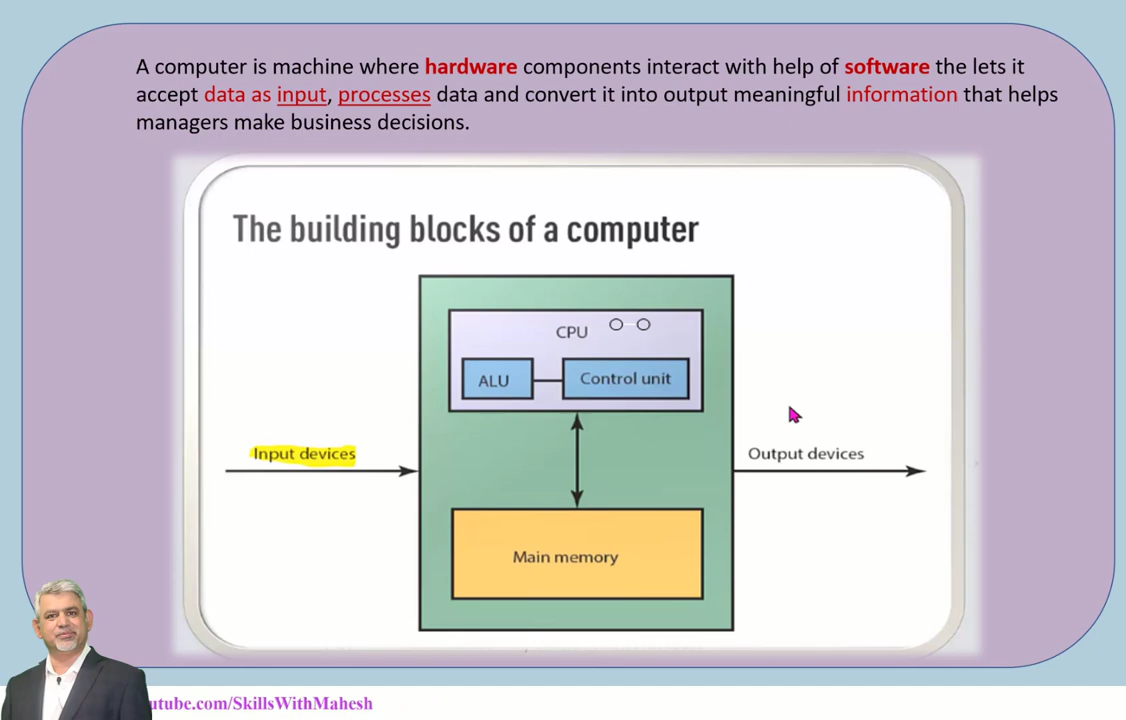 A computer is machine where hardware components interact with help of software the lets it
accept data as input, processes data and convert it into output meaningful information that helps
managers make business decisions.
The building blocks of a computer
CPU
ALU
Control unit
Input devices
Output devices
Main memory
utube.com/SkillsWithMahesh